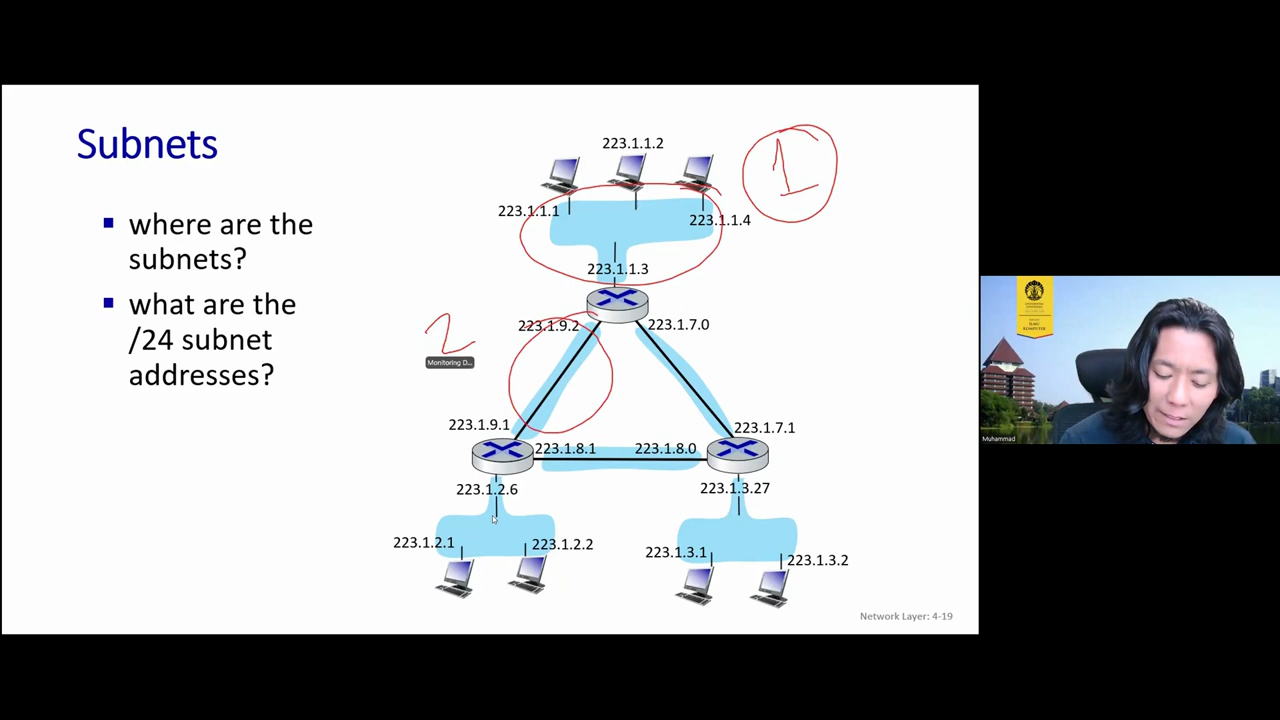 Subnets
where are the
subnets?
what are the
/24 subnet
addresses?
223.1.1.2
1
223.1.1.1
223.1.1.4
223.1.1.3
2
223.1.9.2
223.1.7.0
Monitoring D...
223.1.9.1
223.1.7.1
223.1.8.1
223.1.8.0
223.1.2.6
223.1.3.27
223.1.2.1
223.1.2.2
223.1.3.1
223.1.3.2
Network Layer: 4-19
ILMU
KOMPUTER
Muhammad